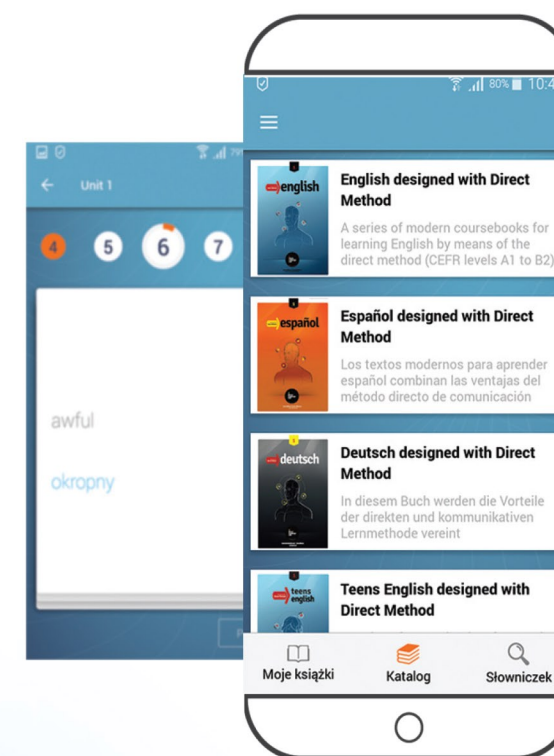 79%
Unit 1
4
5
6
7
awful
okropny
80%
10:4
english
English designed with Direct
Method
A series of modern coursebooks for
learning English by means of the
direct method (CEFR levels A1 to B2)
español
Español designed with Direct
Method
Los textos modernos para aprender
español combinan las ventajas del
método directo de comunicación
deutsch
Deutsch designed with Direct
Method
In diesem Buch werden die Vorteile
der direkten und kommunikativen
Lernmethode vereint
teens
english
Teens English designed with
Direct Method
Moje książki
Katalog
Słowniczek